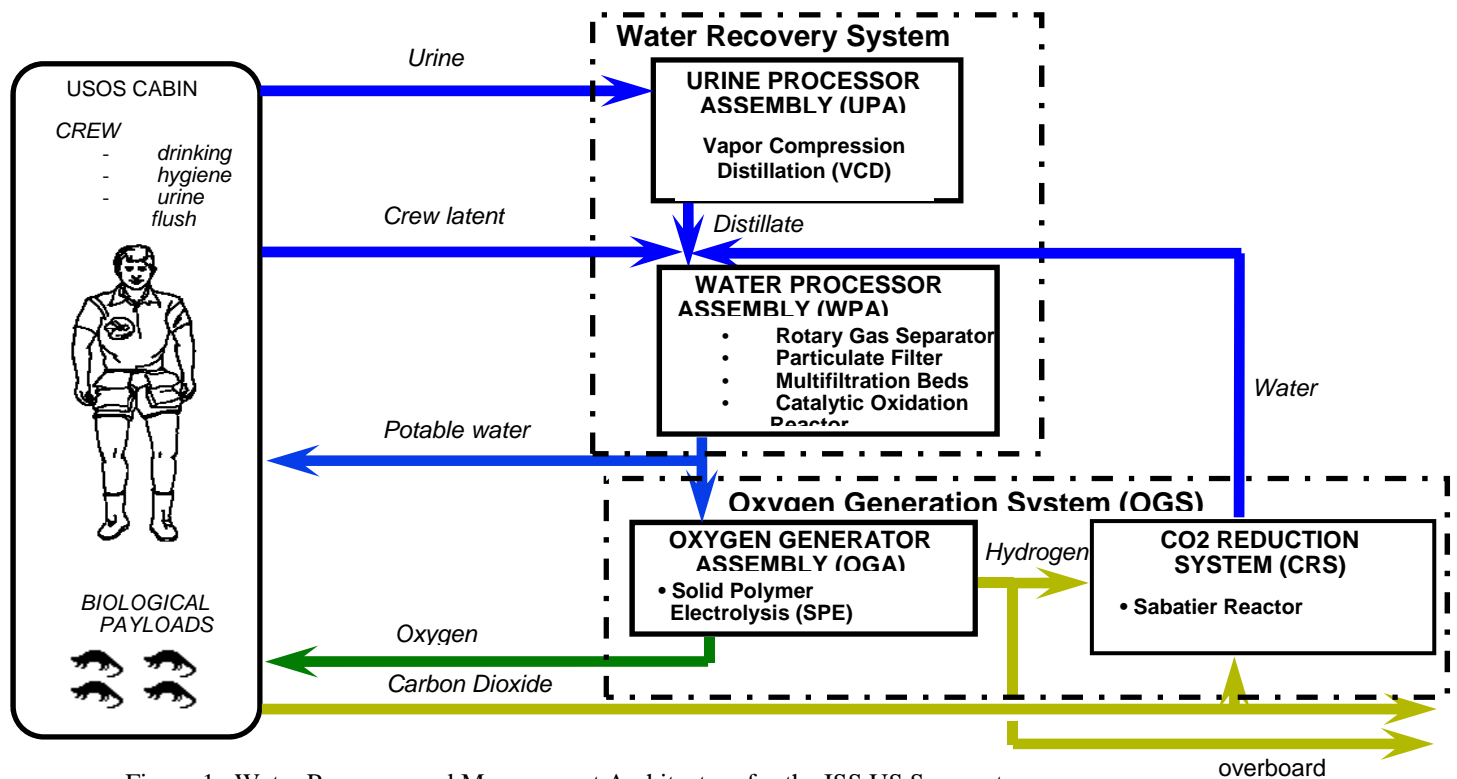 Water Recovery System
Urine
USOS CABIN
CREW
- drinking
- hygiene
- urine
flush
URINE PROCESSOR
ASSEMBLY (UPA)
Vapor Compression
Distillation (VCD)
Crew latent
Distillate
WATER PROCESSOR
ASSEMBLY (WPA)
• Rotary Gas Separator
• Particulate Filter
• Multifiltration Beds
• Catalytic Oxidation
Reactor
Water
Potable water
Oxygen Generation System (OGS)
OXYGEN GENERATOR
ASSEMBLY (OGA)
• Solid Polymer
Electrolysis (SPE)
Hydrogen
CO2 REDUCTION
SYSTEM (CRS)
• Sabatier Reactor
BIOLOGICAL
PAYLOADS
Oxygen
Carbon Dioxide
overboard